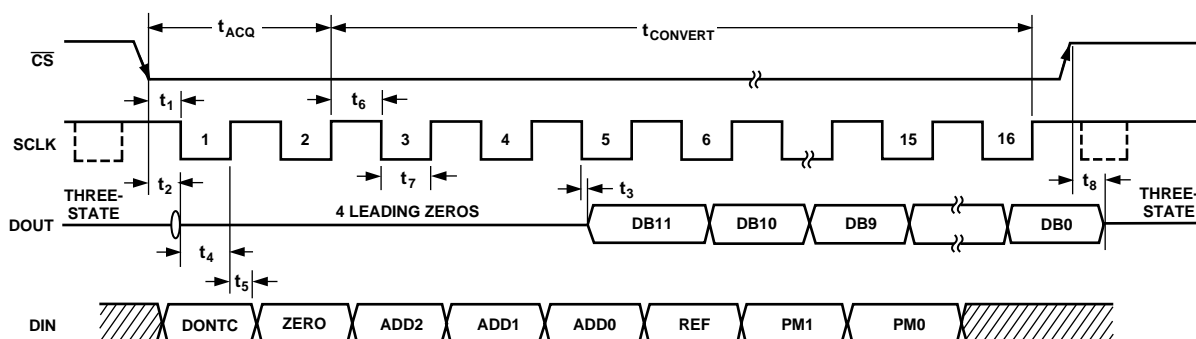 tACQ
tCONVERT
CS
t1
t6
SCLK
1
2
3
4
5
6
15
16
t2
t7
t3
t8
THREE-
STATE
4 LEADING ZEROS
THREE-
STATE
DOUT
DB11
DB10
DB9
DB0
t4
t5
DIN
DONTC
ZERO
ADD2
ADD1
ADD0
REF
PM1
PM0